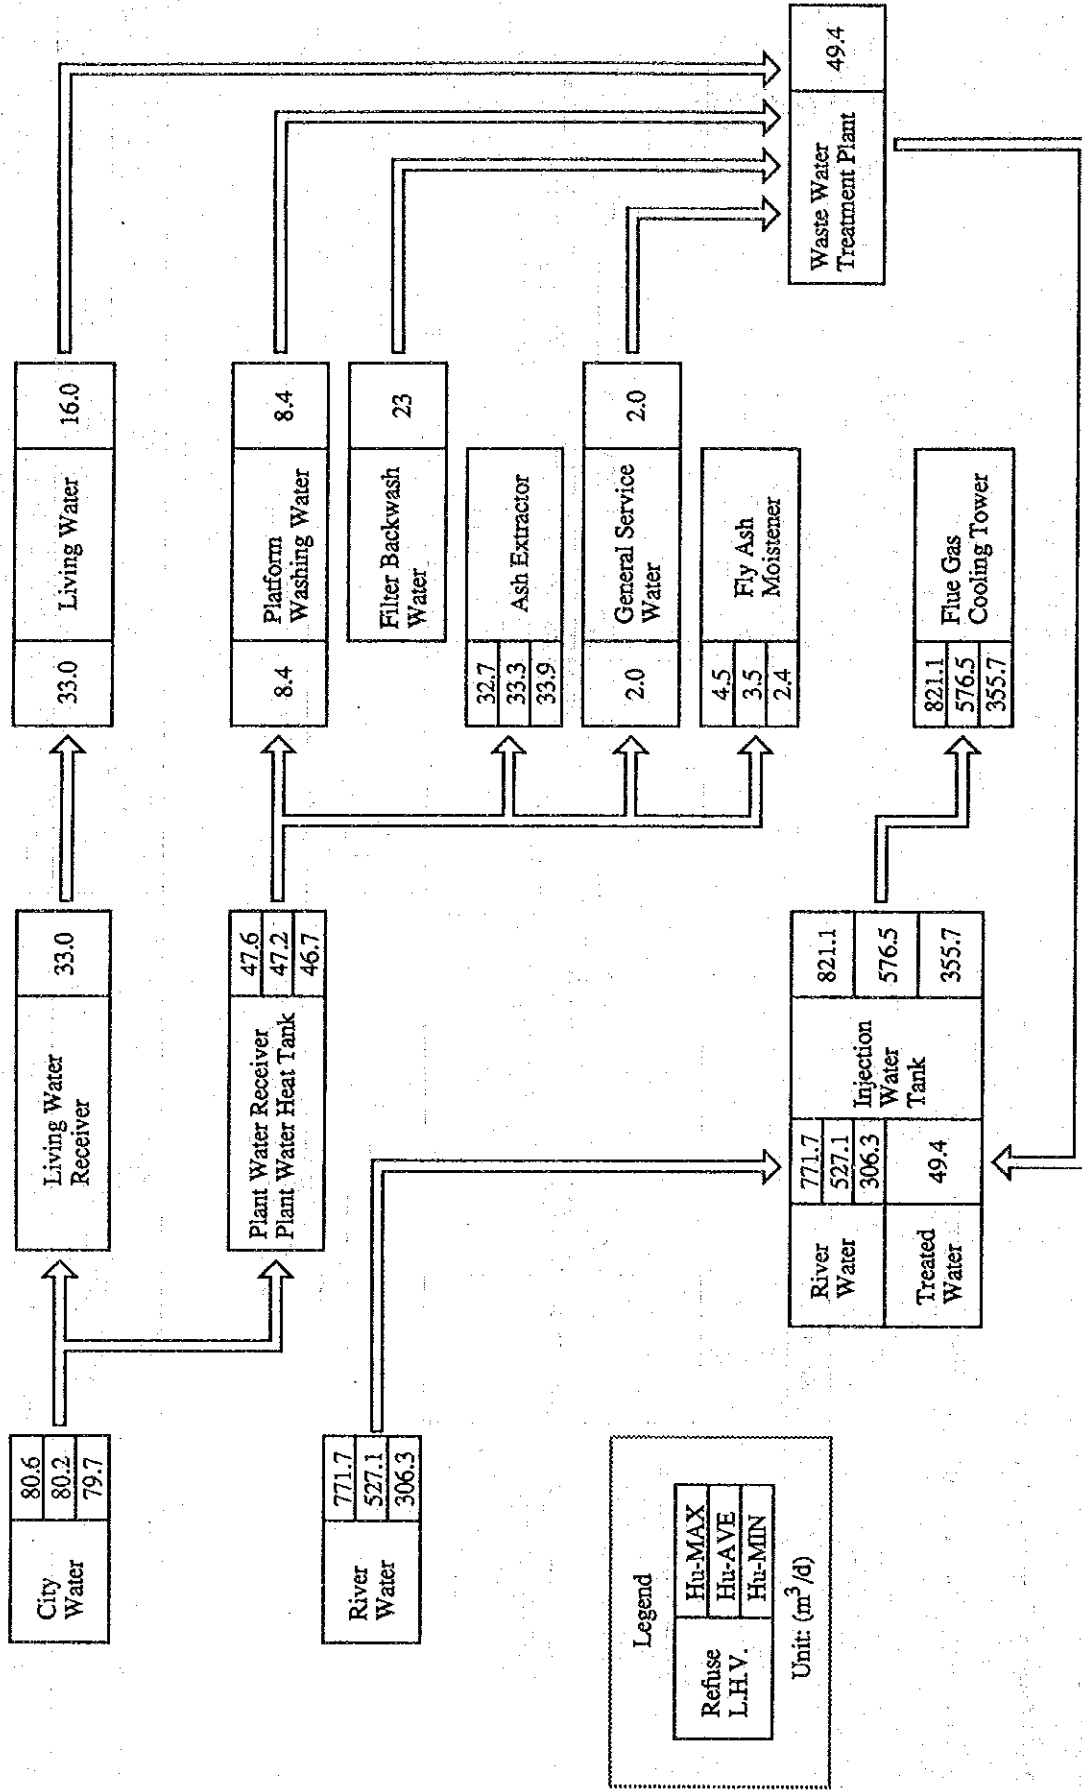 City
Water
80.6
80.2
79.7
Living Water
Receiver
33.0
33.0
Living Water
16.0
Plant Water Receiver
Plant Water Heat Tank
47.6
47.2
46.7
8.4
Platform
Washing Water
8.4
Filter Backwash
Water
23
32.7
33.3
33.9
Ash Extractor
2.0
General Service
Water
2.0
4.5
3.5
2.4
Fly Ash
Moistener
River
Water
771.7
527.1
306.3
River
Water
771.7
527.1
306.3
Treated
Water
49.4
Injection
Water
Tank
821.1
576.5
355.7
821.1
576.5
355.7
Flue Gas
Cooling Tower
Waste Water
Treatment Plant
49.4
Legend
Refuse
L.H.V.
Hu-MAX
Hu-AVE
Hu-MIN
Unit: (m³/d)